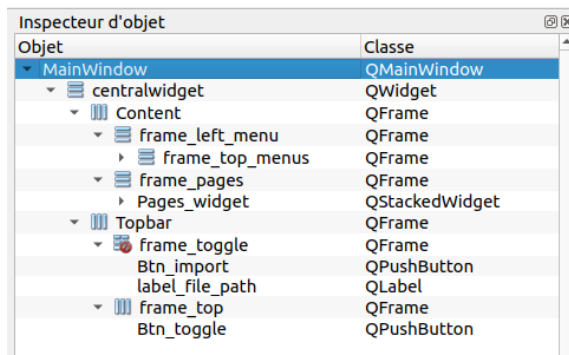 Inspecteur d'objet
Objet Classe
MainWindow QMainWindow
centralwidget QWidget
Content QFrame
frame_left_menu QFrame
frame_top_menus QFrame
frame_pages QFrame
Pages_widget QStackedWidget
Topbar QFrame
frame_toggle QFrame
Btn_import QPushButton
label_file_path QLabel
frame_top QFrame
Btn_toggle QPushButton